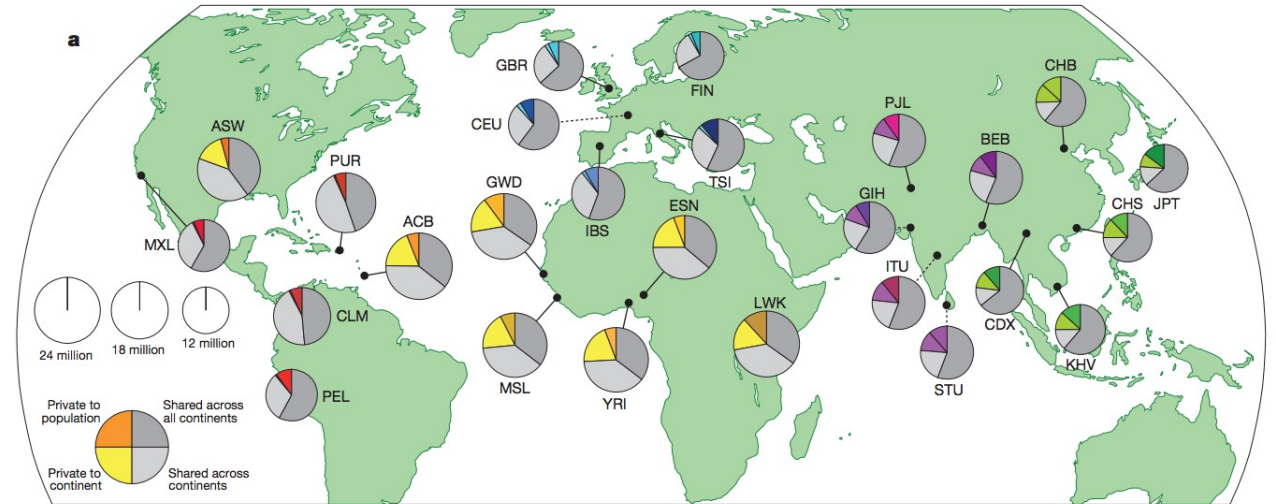 a
GBR
FIN
CHB
CEU
PJL
ASW
BEB
PUR
TSI
JPT
GWD
ESN
GIH
CHS
ACB
IBS
MXL
ITU
LWK
CLM
CDX
24 million
18 million
12 million
KHV
MSL
STU
PEL
YRI
Private to
population
Shared across
all continents
Private to
continent
Shared across
continents